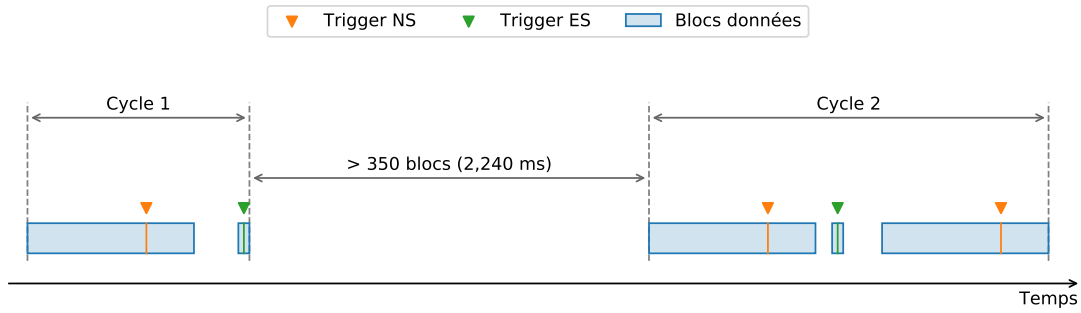 Trigger NS Trigger ES Blocs données
Cycle 1 Cycle 2
> 350 blocs (2,240 ms)
Temps